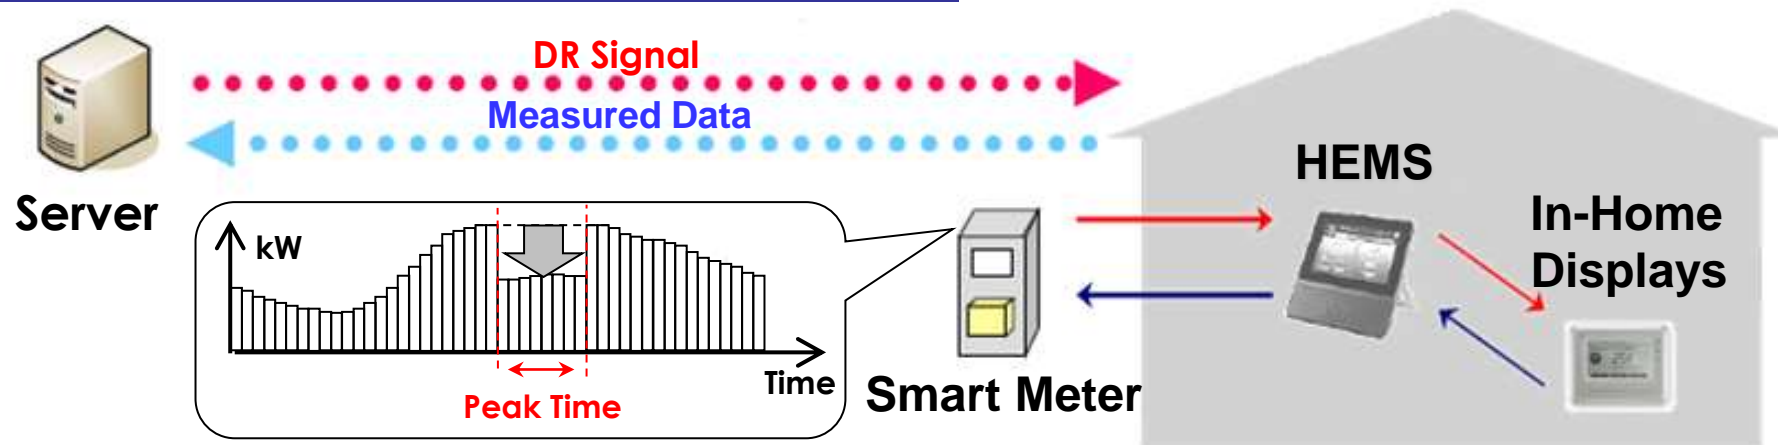 DR Signal
Measured Data
Server
HEMS
In-Home
Displays
kW
Time
Peak Time
Smart Meter